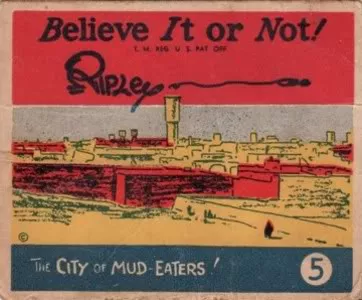 Believe It or Not!
T. M. REG. U. S. PAT OFF
RIPLEY
©
THE CITY OF MUD-EATERS!
5